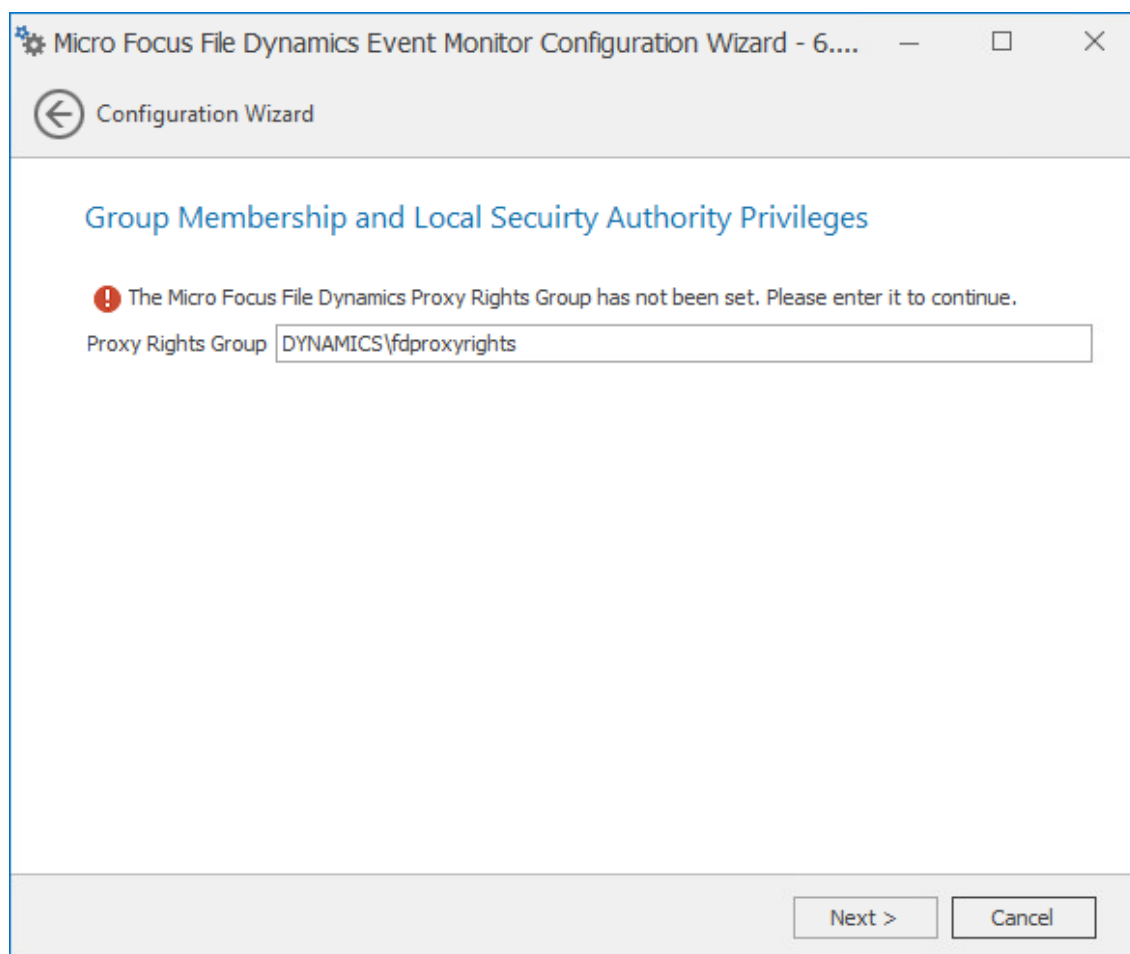 Micro Focus File Dynamics Event Monitor Configuration Wizard - 6....
Configuration Wizard
Group Membership and Local Secuirty Authority Privileges
The Micro Focus File Dynamics Proxy Rights Group has not been set. Please enter it to continue.
Proxy Rights Group DYNAMICS\fdproxyrights
Next > Cancel